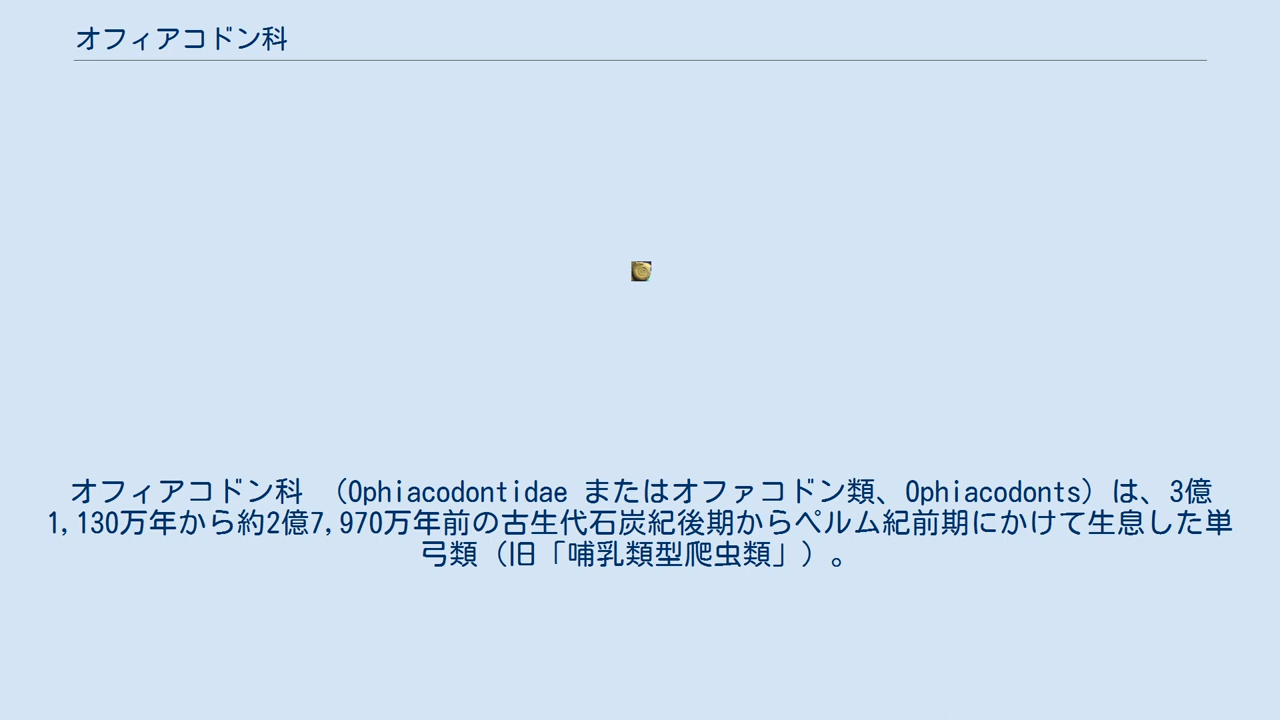 オフィアコドン科
オフィアコドン科 （Ophiacodontidae またはオファコドン類、Ophiacodonts）は、3億
1,130万年から約2億7,970万年前の古生代石炭紀後期からペルム紀前期にかけて生息した単
弓類（旧「哺乳類型爬虫類」）。